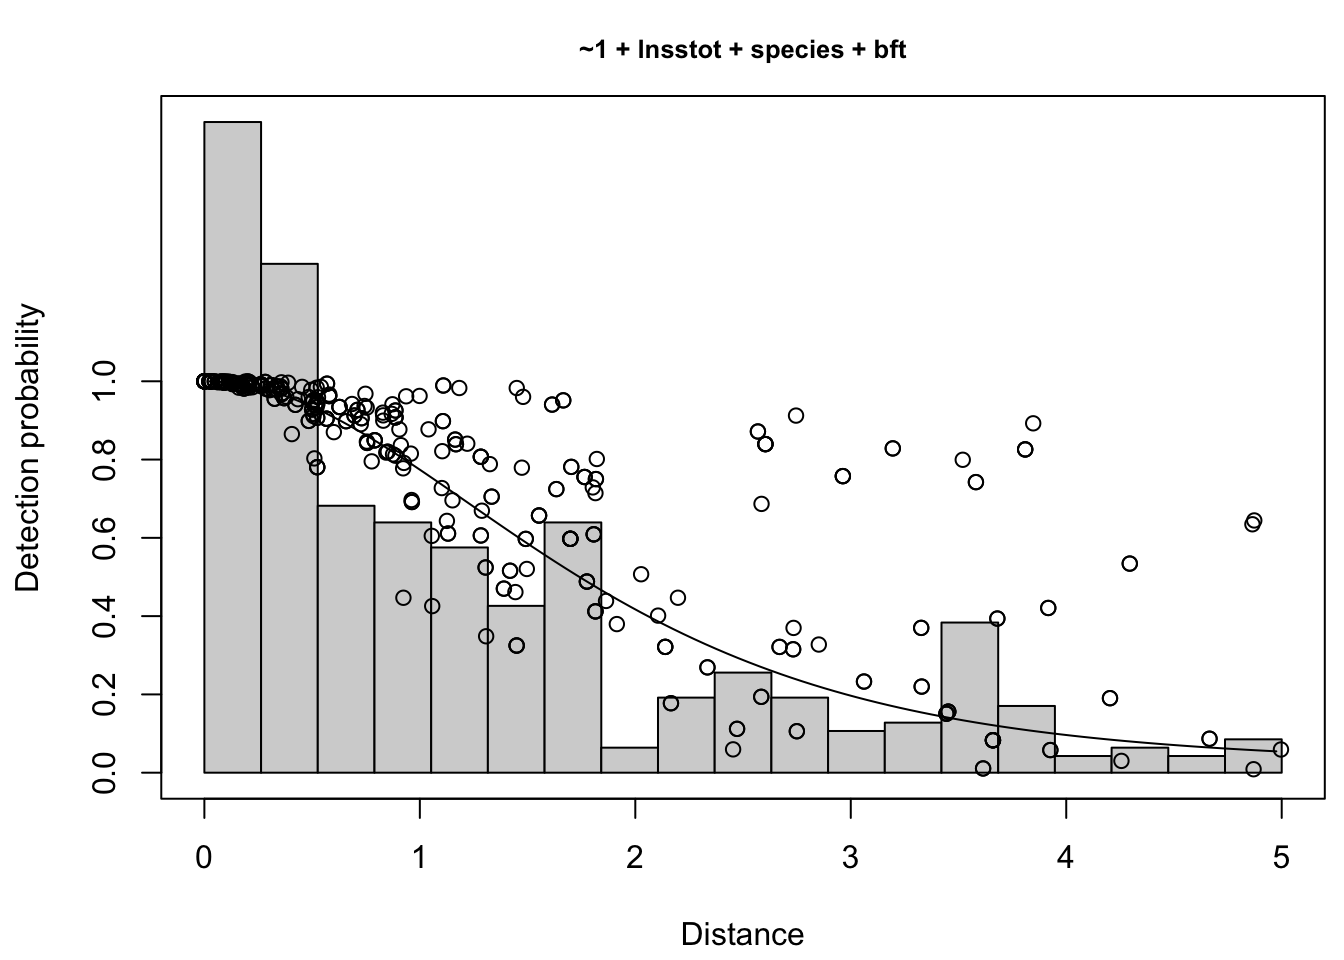 ~1 + lnsstot + species + bft
Detection probability
1.0
0.8
0.6
0.4
0.2
0.0
0 1 2 3 4 5
Distance